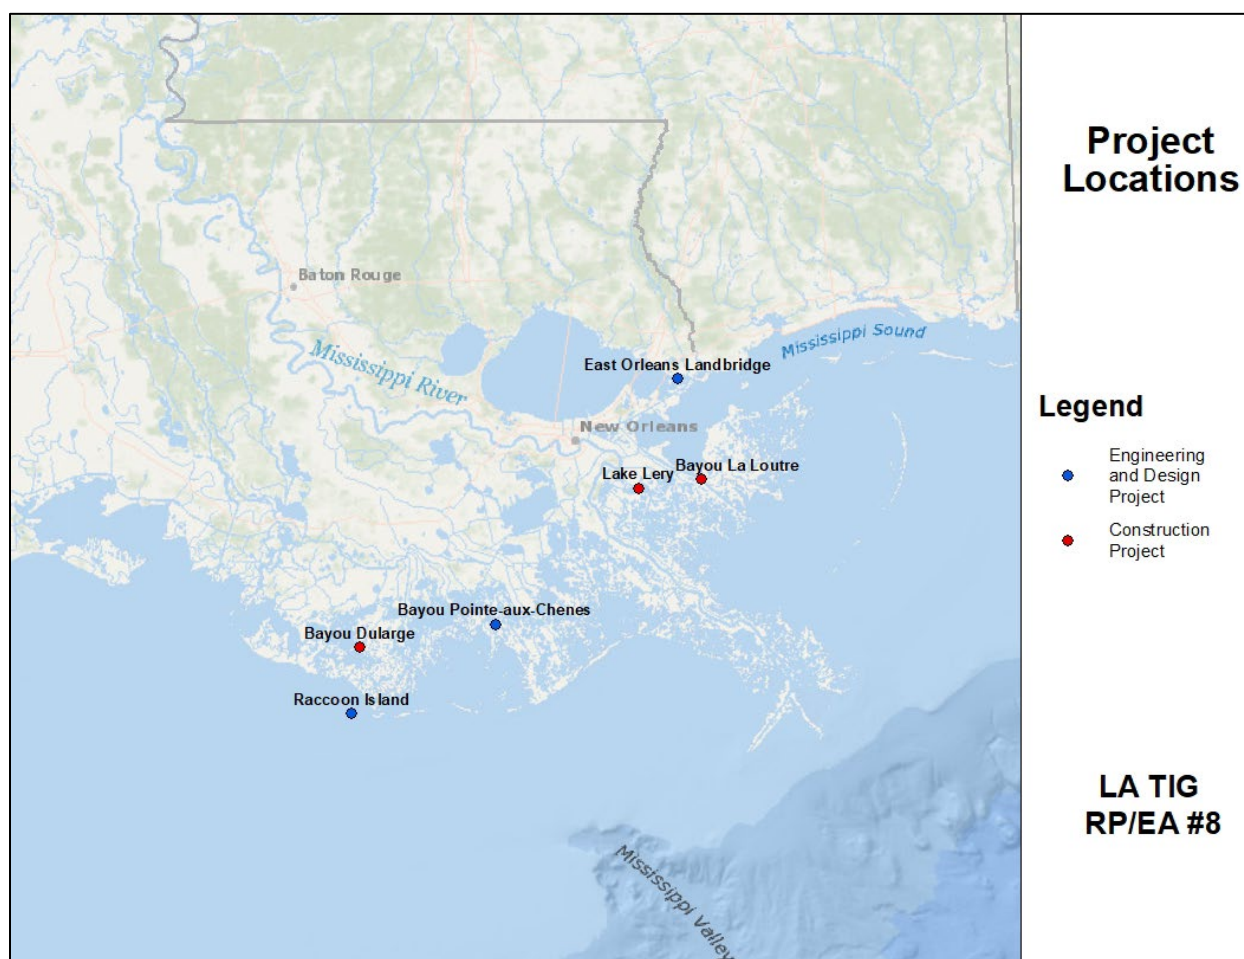 Project
Locations
Baton Rouge
Mississippi River
Mississippi Sound
East Orleans Landbridge
New Orleans
Bayou La Loutre
Lake Lery
Legend
Engineering
and Design
Project
Construction
Project
Bayou Pointe-aux-Chenes
Bayou Dularge
Raccoon Island
LA TIG
RP/EA #8
Mississippi Valley